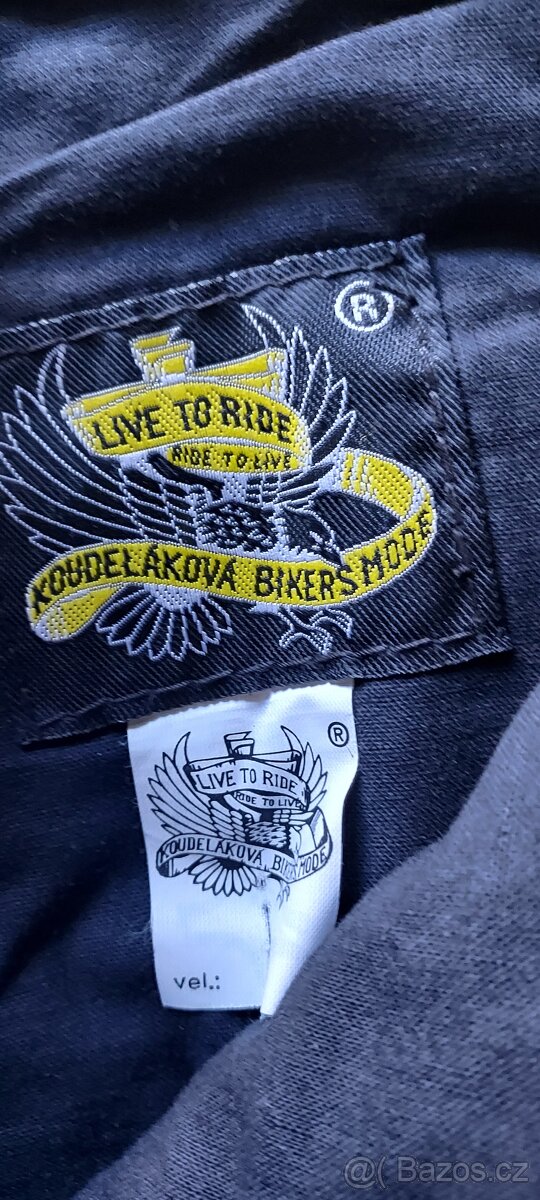 ®
LIVE TO RIDE
RIDE TO LIVE
KOUDELÁKOVÁ BIKERS MODE
®
LIVE TO RIDE
RIDE TO LIVE
KOUDELÁKOVÁ BIKERS MODE
vel.:
@( Bazoš.cz